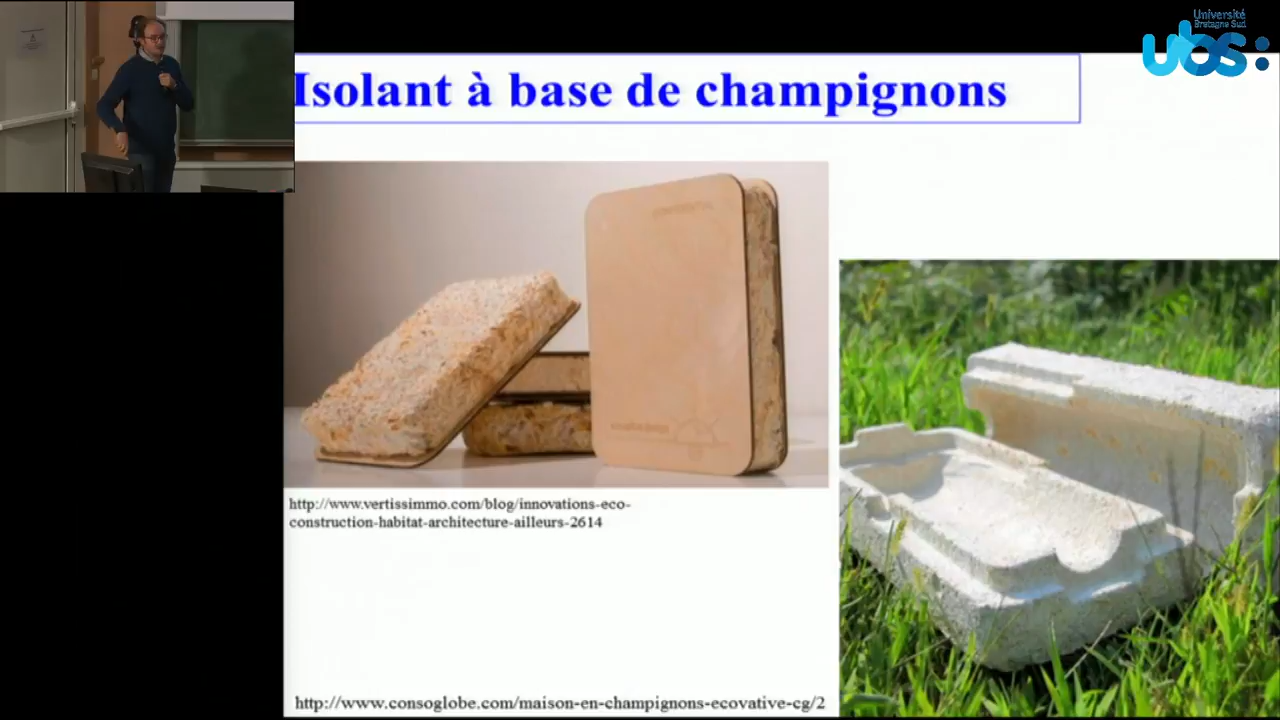 Université
Bretagne Sud
ubs:
Isolant à base de champignons
http://www.vertissimmo.com/blog/innovations-eco-
construction-habitat-architecture-ailleurs-2614
http://www.consoglobe.com/maison-en-champignons-ecovative-cg/2